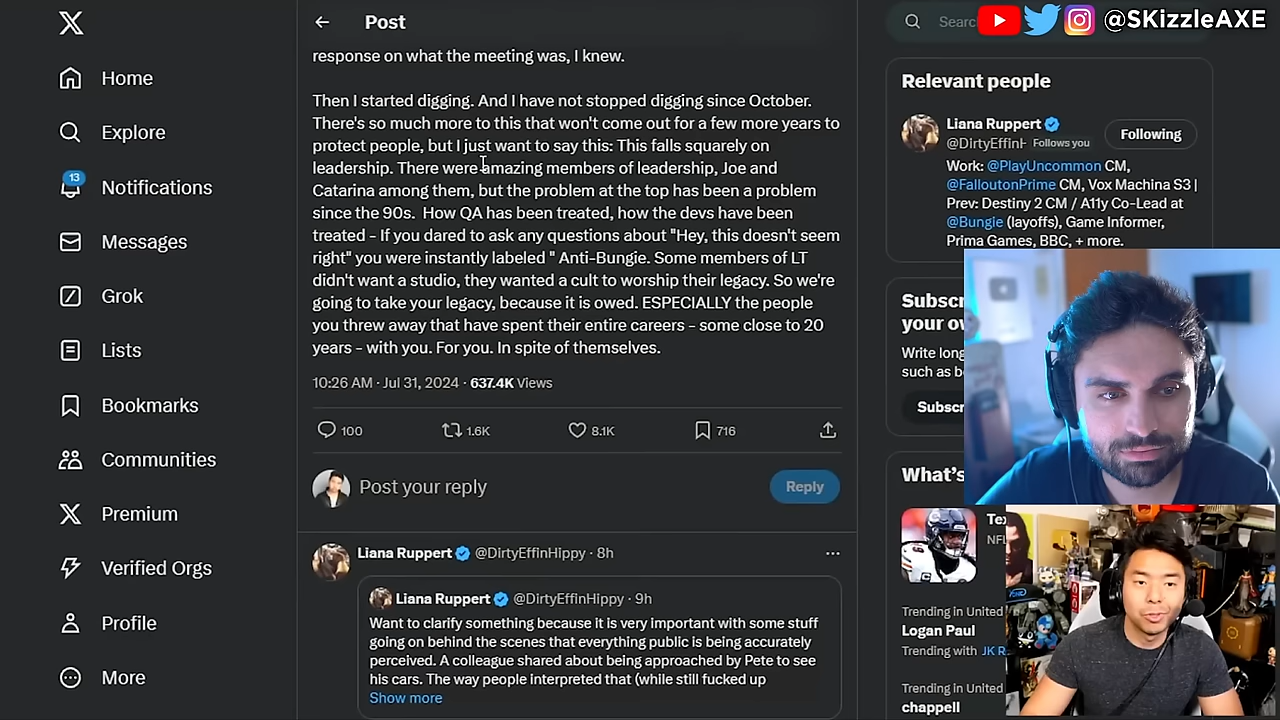 Post
@SKizzleAXE
Home
Explore
13
Notifications
Messages
Grok
Lists
Bookmarks
Communities
Premium
Verified Orgs
Profile
More
response on what the meeting was, I knew.
Then I started digging. And I have not stopped digging since October.
There's so much more to this that won't come out for a few more years to
protect people, but I just want to say this: This falls squarely on
leadership. There were amazing members of leadership, Joe and
Catarina among them, but the problem at the top has been a problem
since the 90s. How QA has been treated, how the devs have been
treated - If you dared to ask any questions about "Hey, this doesn't seem
right" you were instantly labeled " Anti-Bungie. Some members of LT
didn't want a studio, they wanted a cult to worship their legacy. So we're
going to take your legacy, because it is owed. ESPECIALLY the people
you threw away that have spent their entire careers - some close to 20
years - with you. For you. In spite of themselves.
10:26 AM · Jul 31, 2024 · 637.4K Views
100 1.6K 8.1K 716
Post your reply
Reply
Liana Ruppert @DirtyEffinHippy · 8h
Liana Ruppert @DirtyEffinHippy · 9h
Want to clarify something because it is very important with some stuff
going on behind the scenes that everything public is being accurately
perceived. A colleague shared about being approached by Pete to see
his cars. The way people interpreted that (while still fucked up
Show more
Relevant people
Liana Ruppert
@DirtyEffinH Follows you
Following
Work: @PlayUncommon CM,
@FalloutonPrime CM, Vox Machina S3 |
Prev: Destiny 2 CM / A11y Co-Lead at
@Bungie (layoffs), Game Informer,
Prima Games, BBC, + more.
your
Write
such as
What's
NFL
Trending in United
Logan Paul
Trending with JK R
Trending in United
chappell